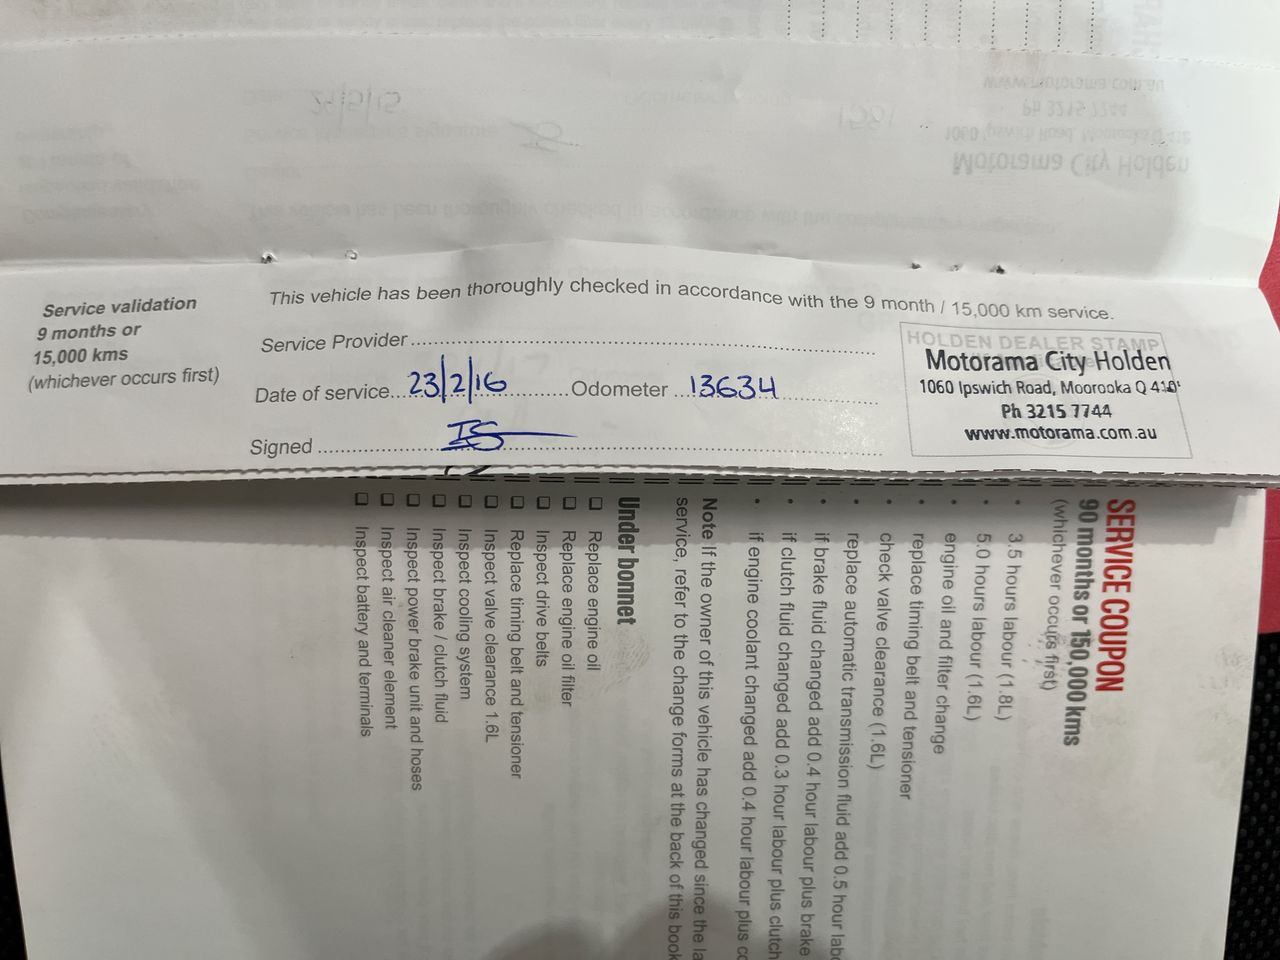 Service validation
9 months or
15,000 kms
(whichever occurs first)
This vehicle has been thoroughly checked in accordance with the 9 month / 15,000 km service.
Service Provider
Date of service 23/2/16 Odometer 13634
Signed
HOLDEN DEALER STAMP
Motorama City Holden
1060 Ipswich Road, Moorooka Q 410
Ph 3215 7744
www.motorama.com.au
SERVICE COUPON
90 months or 150,000 kms
(whichever occurs first)
• 3.5 hours labour (1.8L)
• 5.0 hours labour (1.6L)
• engine oil and filter change
• replace timing belt and tensioner
• check valve clearance (1.6L)
• replace automatic transmission fluid add 0.5 hour lab
• if brake fluid changed add 0.4 hour labour plus brake
• if clutch fluid changed add 0.3 hour labour plus clutch
• if engine coolant changed add 0.4 hour labour plus co
Note If the owner of this vehicle has changed since the la
service, refer to the change forms at the back of this book
Under bonnet
❑ Replace engine oil
❑ Replace engine oil filter
❑ Inspect drive belts
❑ Replace timing belt and tensioner
❑ Inspect valve clearance 1.6L
❑ Inspect cooling system
❑ Inspect brake / clutch fluid
❑ Inspect power brake unit and hoses
❑ Inspect air cleaner element
❑ Inspect battery and terminals